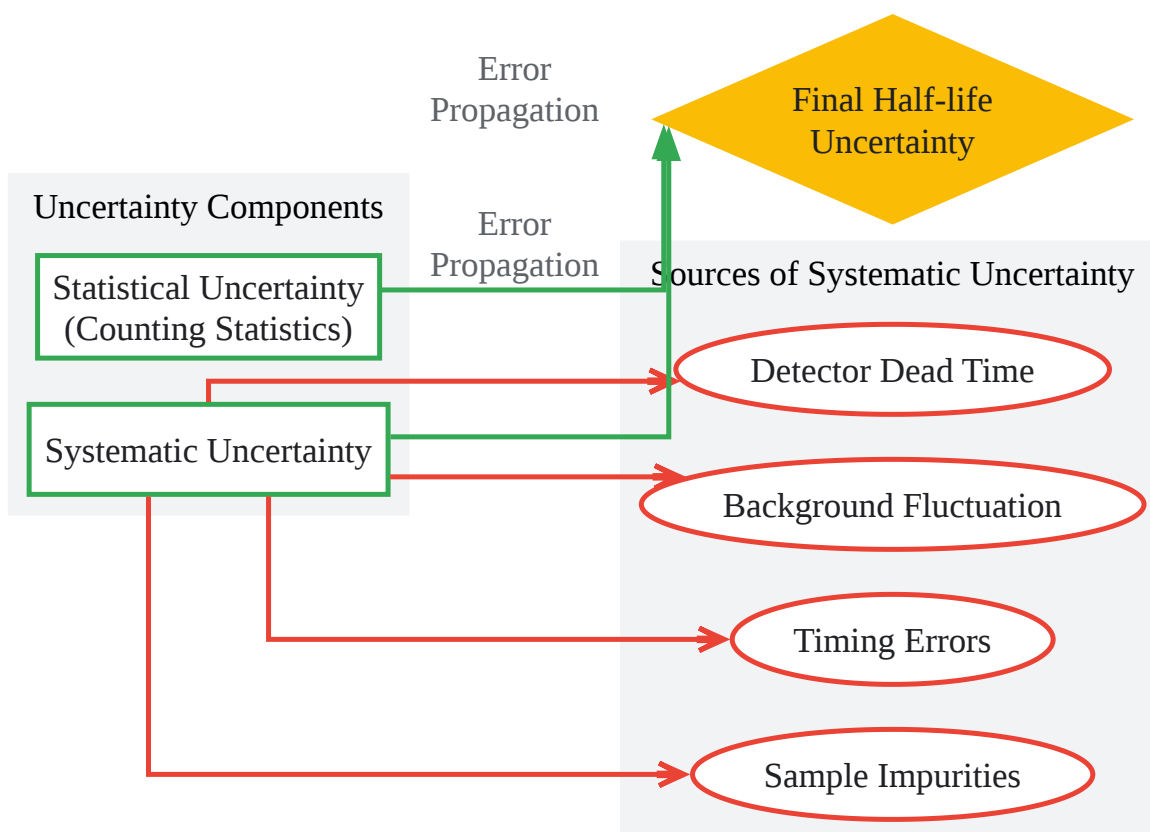 Error
Propagation
Final Half-life
Uncertainty
Uncertainty Components
Error
Propagation
Statistical Uncertainty
(Counting Statistics)
Systematic Uncertainty
Sources of Systematic Uncertainty
Detector Dead Time
Background Fluctuation
Timing Errors
Sample Impurities